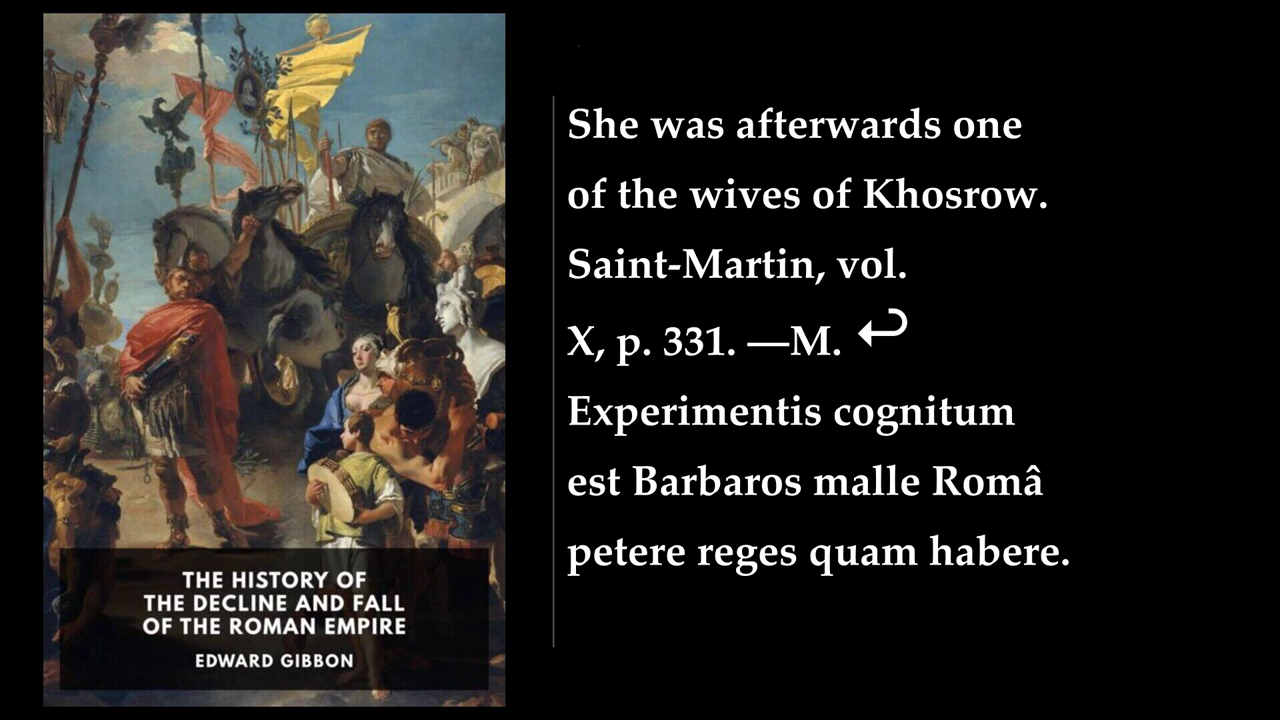 She was afterwards one
of the wives of Khosrow.
Saint-Martin, vol.
X, p. 331. —M. ↩
Experimentis cognitum
est Barbaros malle Româ
petere reges quam habere.
THE HISTORY OF
THE DECLINE AND FALL
OF THE ROMAN EMPIRE
EDWARD GIBBON